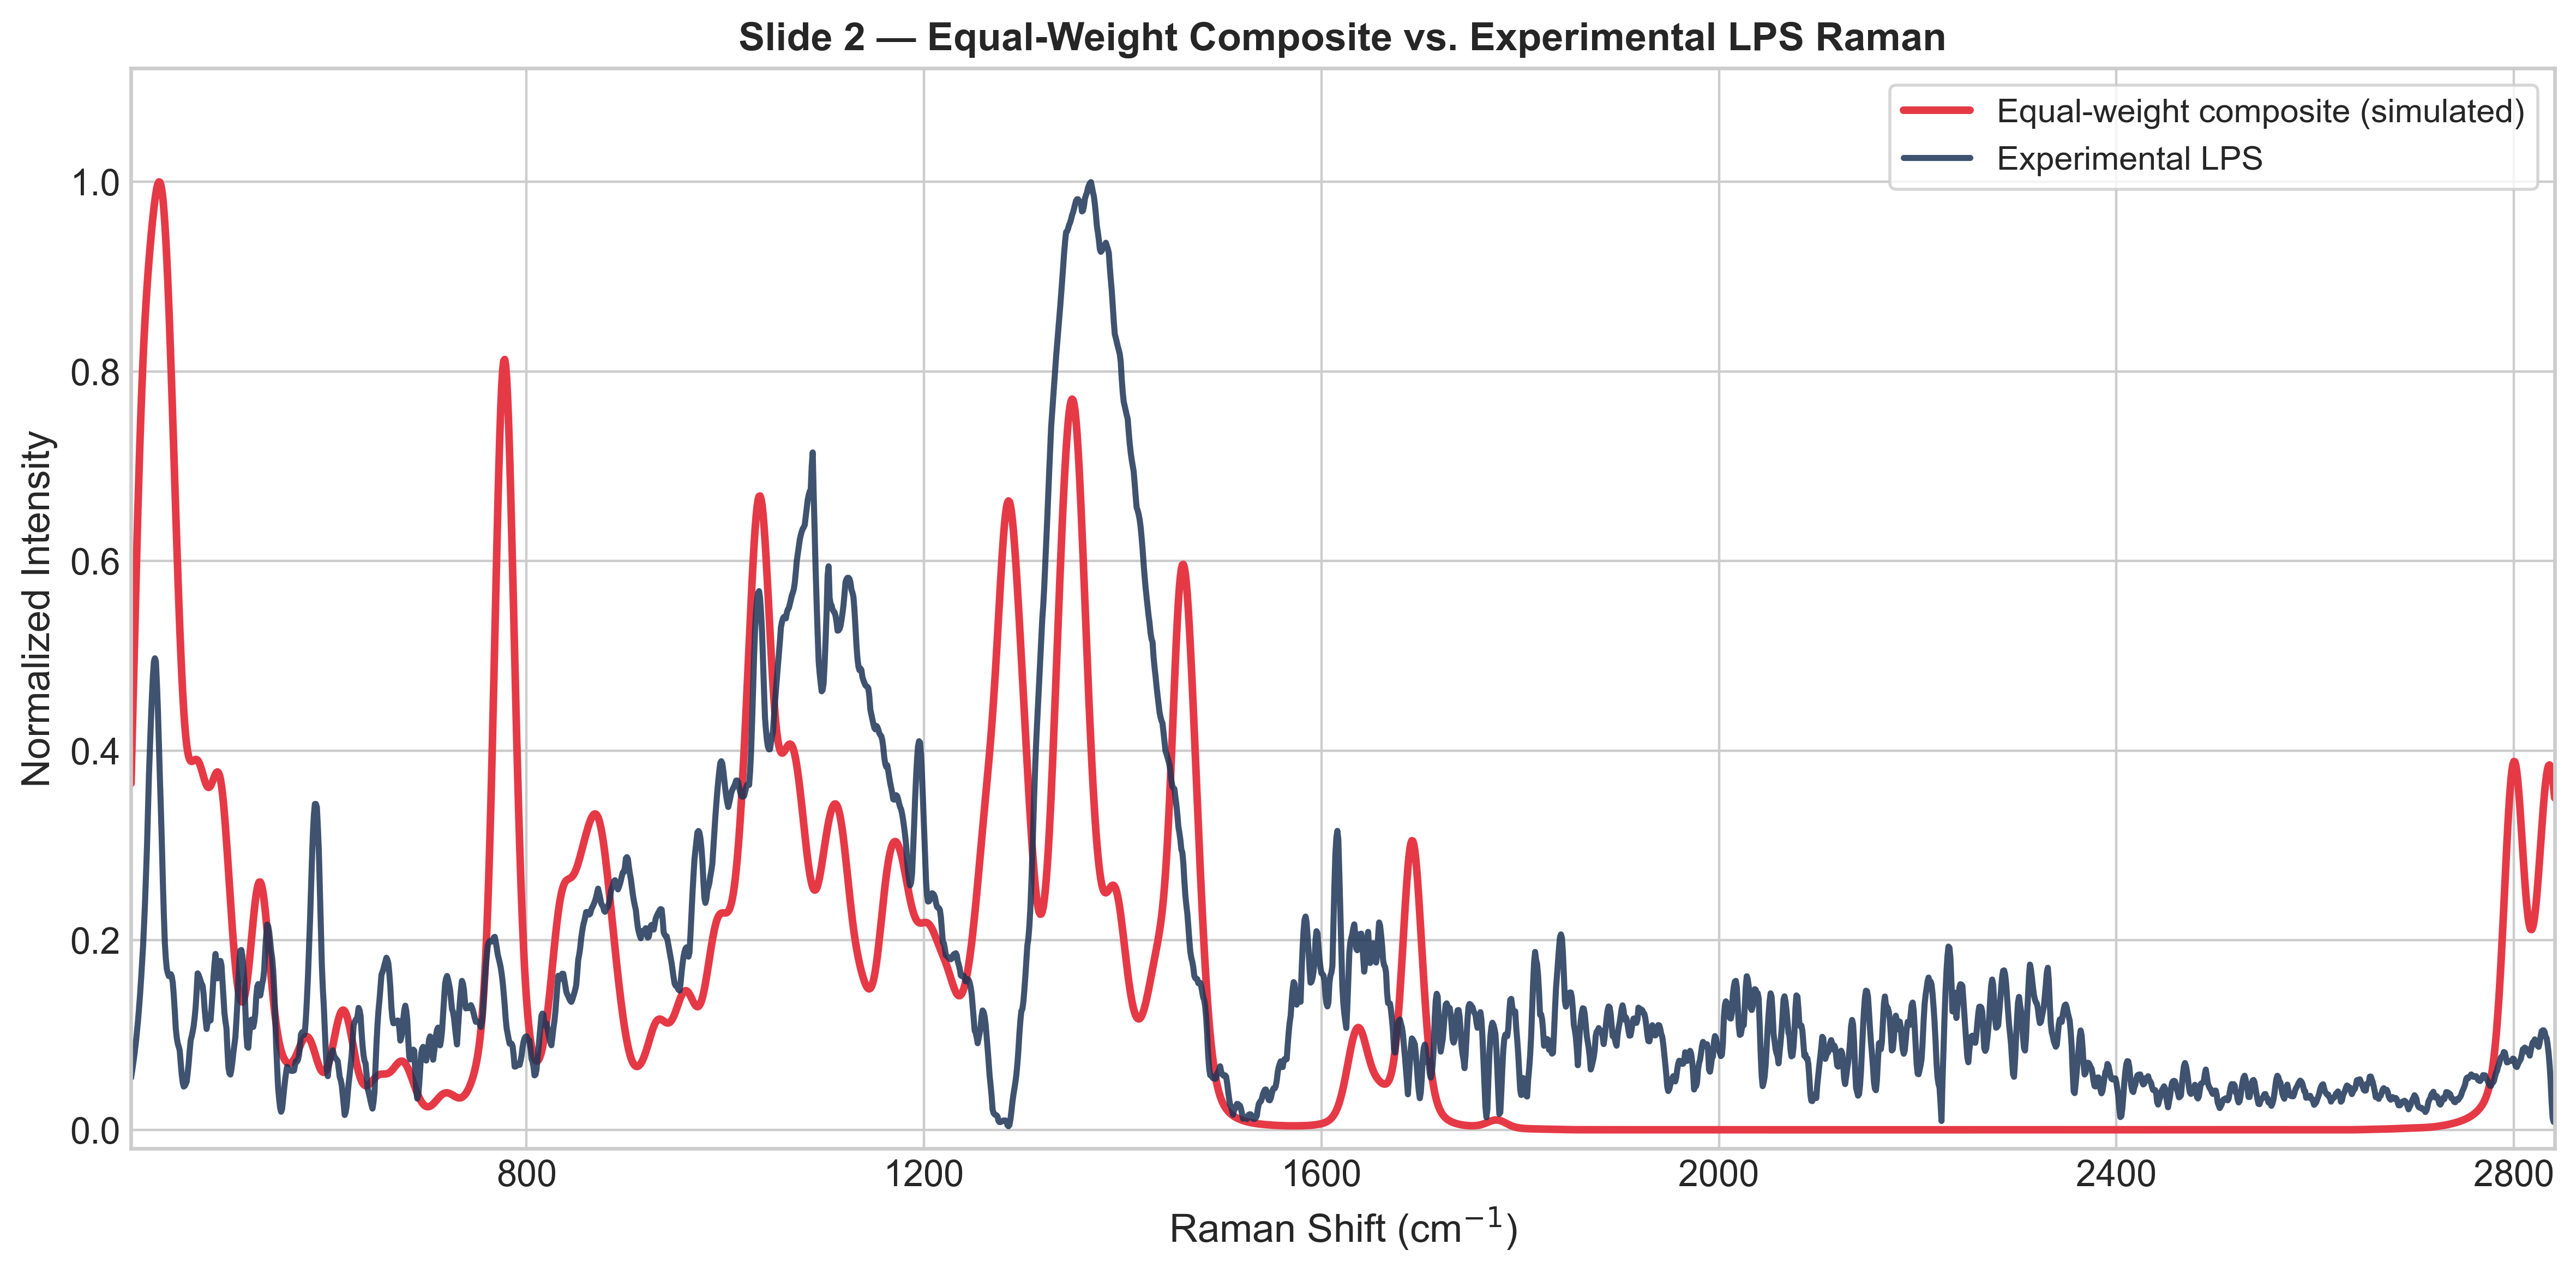 Slide 2 — Equal-Weight Composite vs. Experimental LPS Raman
Equal-weight composite (simulated)
Experimental LPS
Normalized Intensity
1.0
0.8
0.6
0.4
0.2
0.0
800 1200 1600 2000 2400 2800
Raman Shift (cm⁻¹)